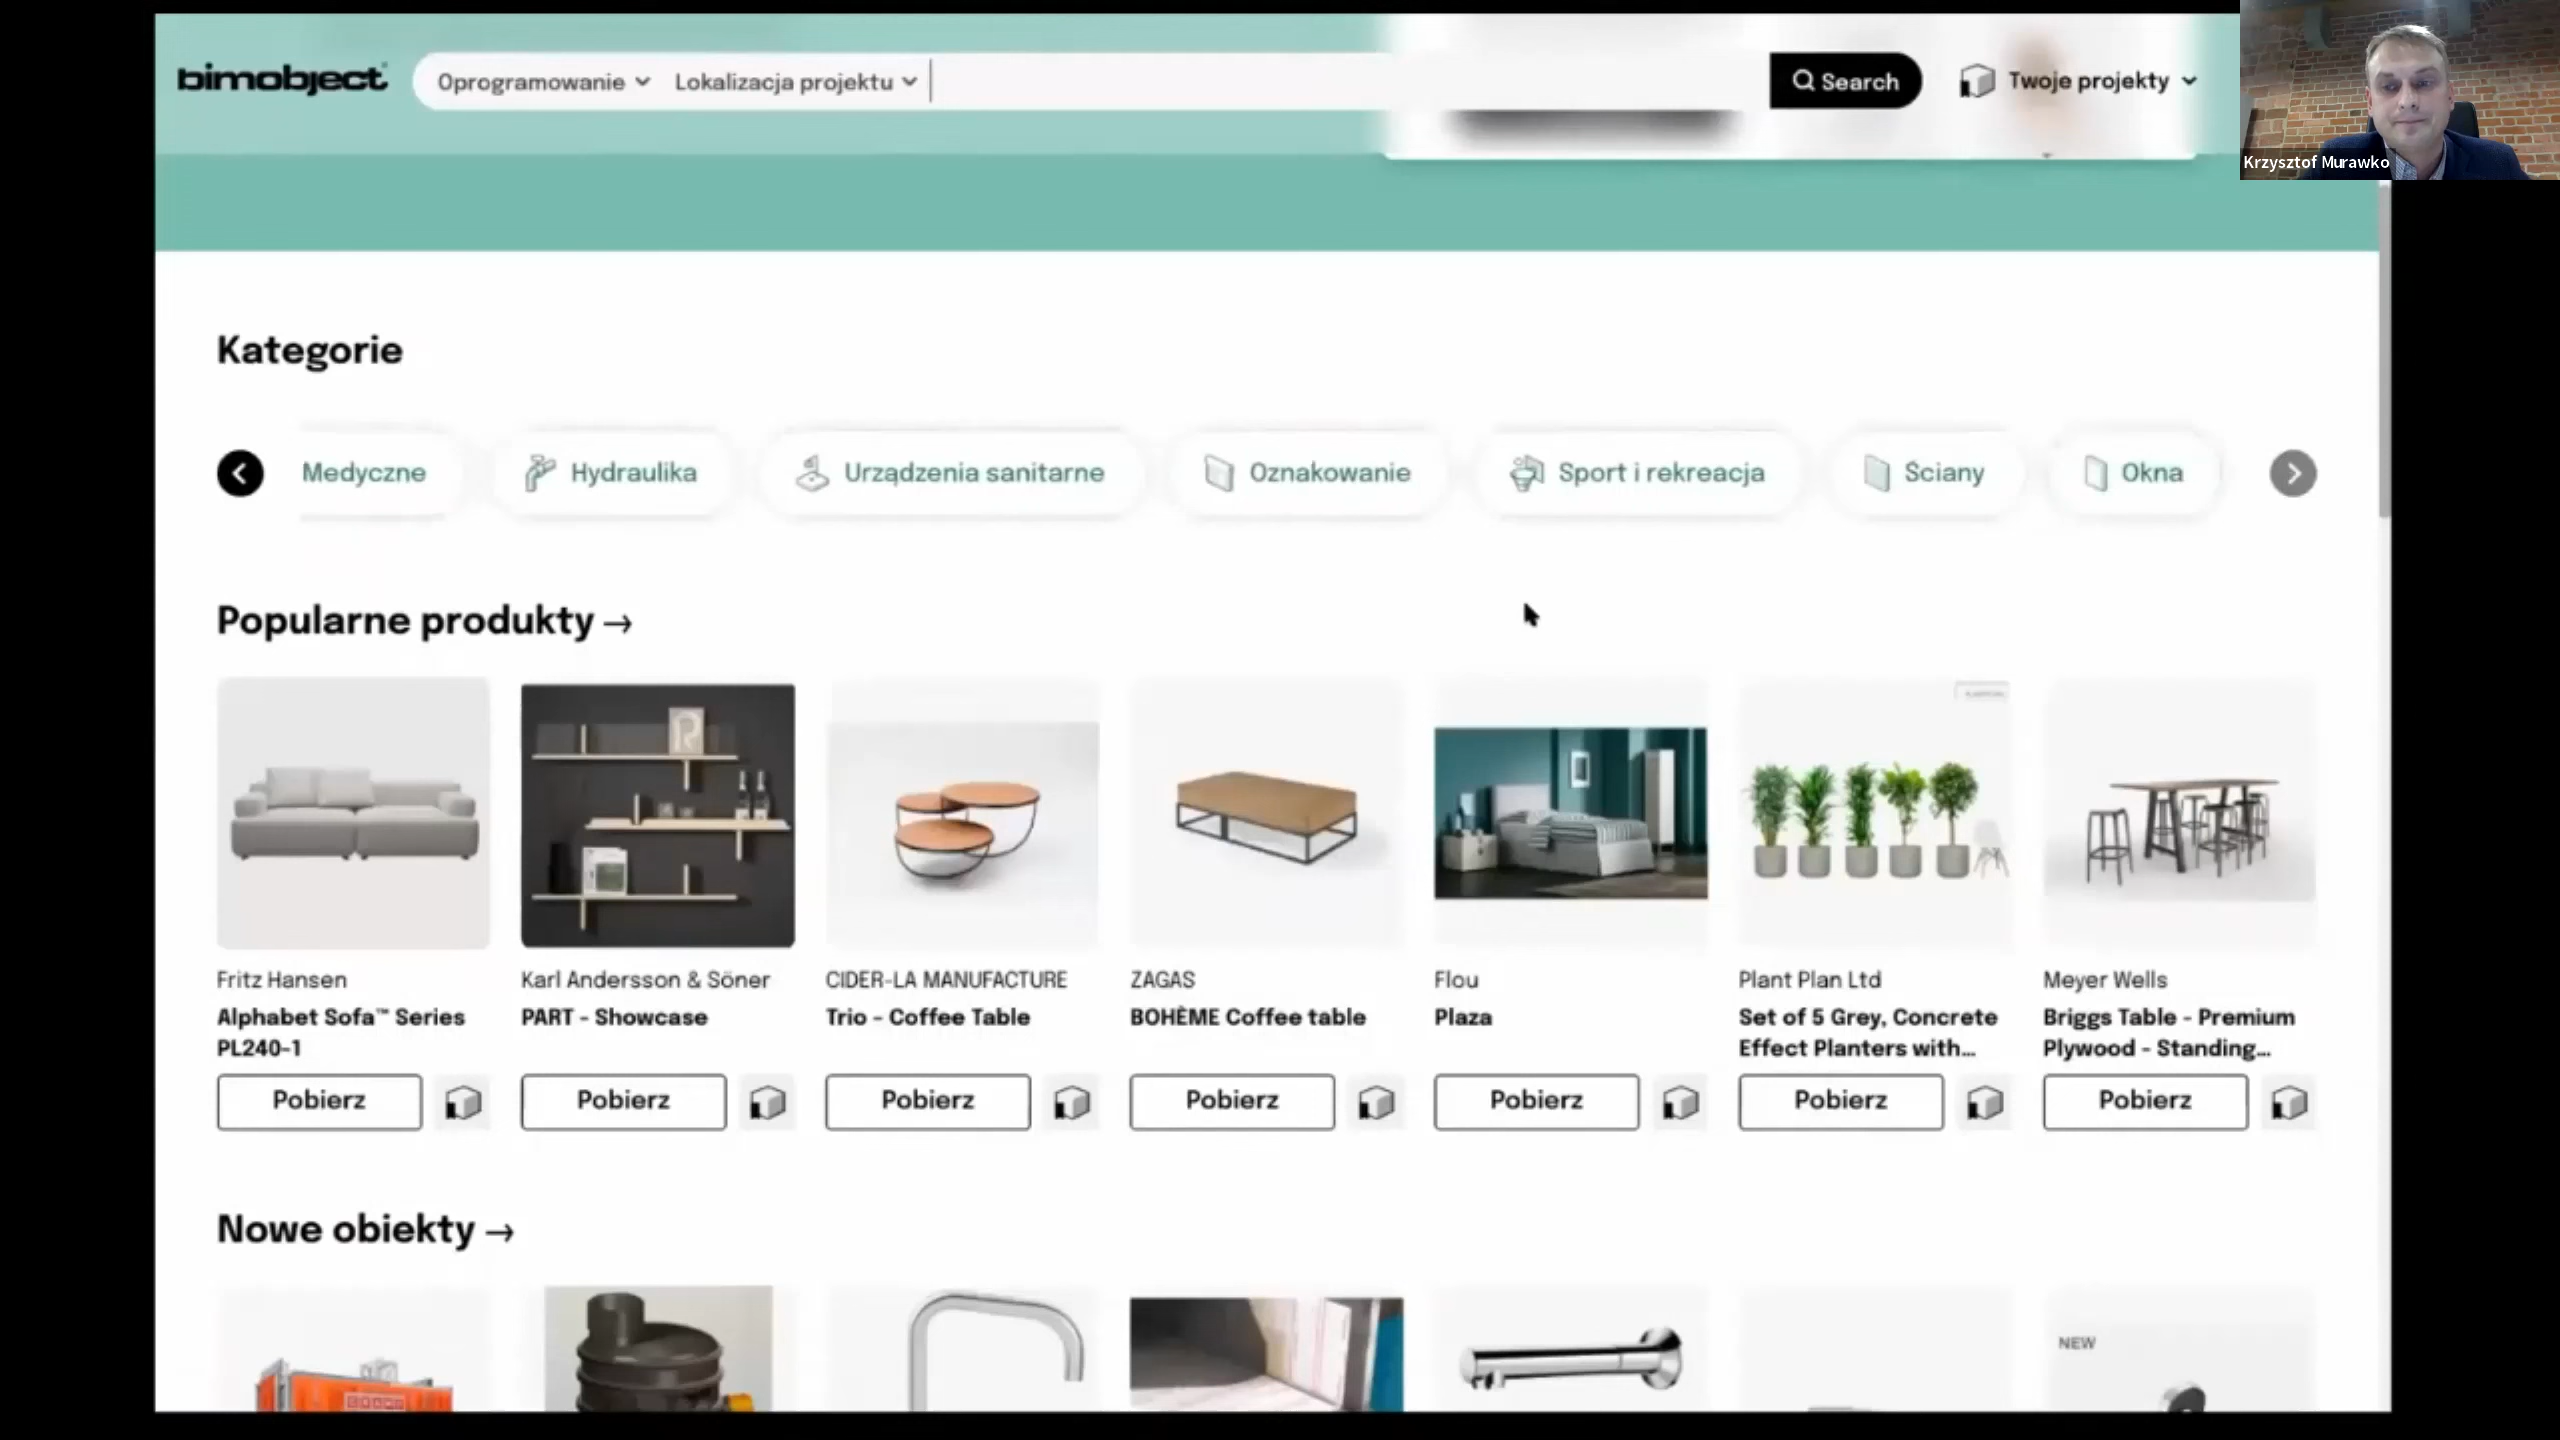 bimobject
Oprogramowanie
Lokalizacja projektu
Search
Twoje projekty
Krzysztof Murawko
Kategorie
Medyczne
Hydraulika
Urządzenia sanitarne
Oznakowanie
Sport i rekreacja
Ściany
Okna
Popularne produkty →
Fritz Hansen
Alphabet Sofa™ Series
PL240-1
Pobierz
Karl Andersson & Söner
PART - Showcase
Pobierz
CIDER-LA MANUFACTURE
Trio - Coffee Table
Pobierz
ZAGAS
BOHÈME Coffee table
Pobierz
Flou
Plaza
Pobierz
Plant Plan Ltd
Set of 5 Grey, Concrete
Effect Planters with...
Pobierz
Meyer Wells
Briggs Table - Premium
Plywood - Standing...
Pobierz
Nowe obiekty →
NEW